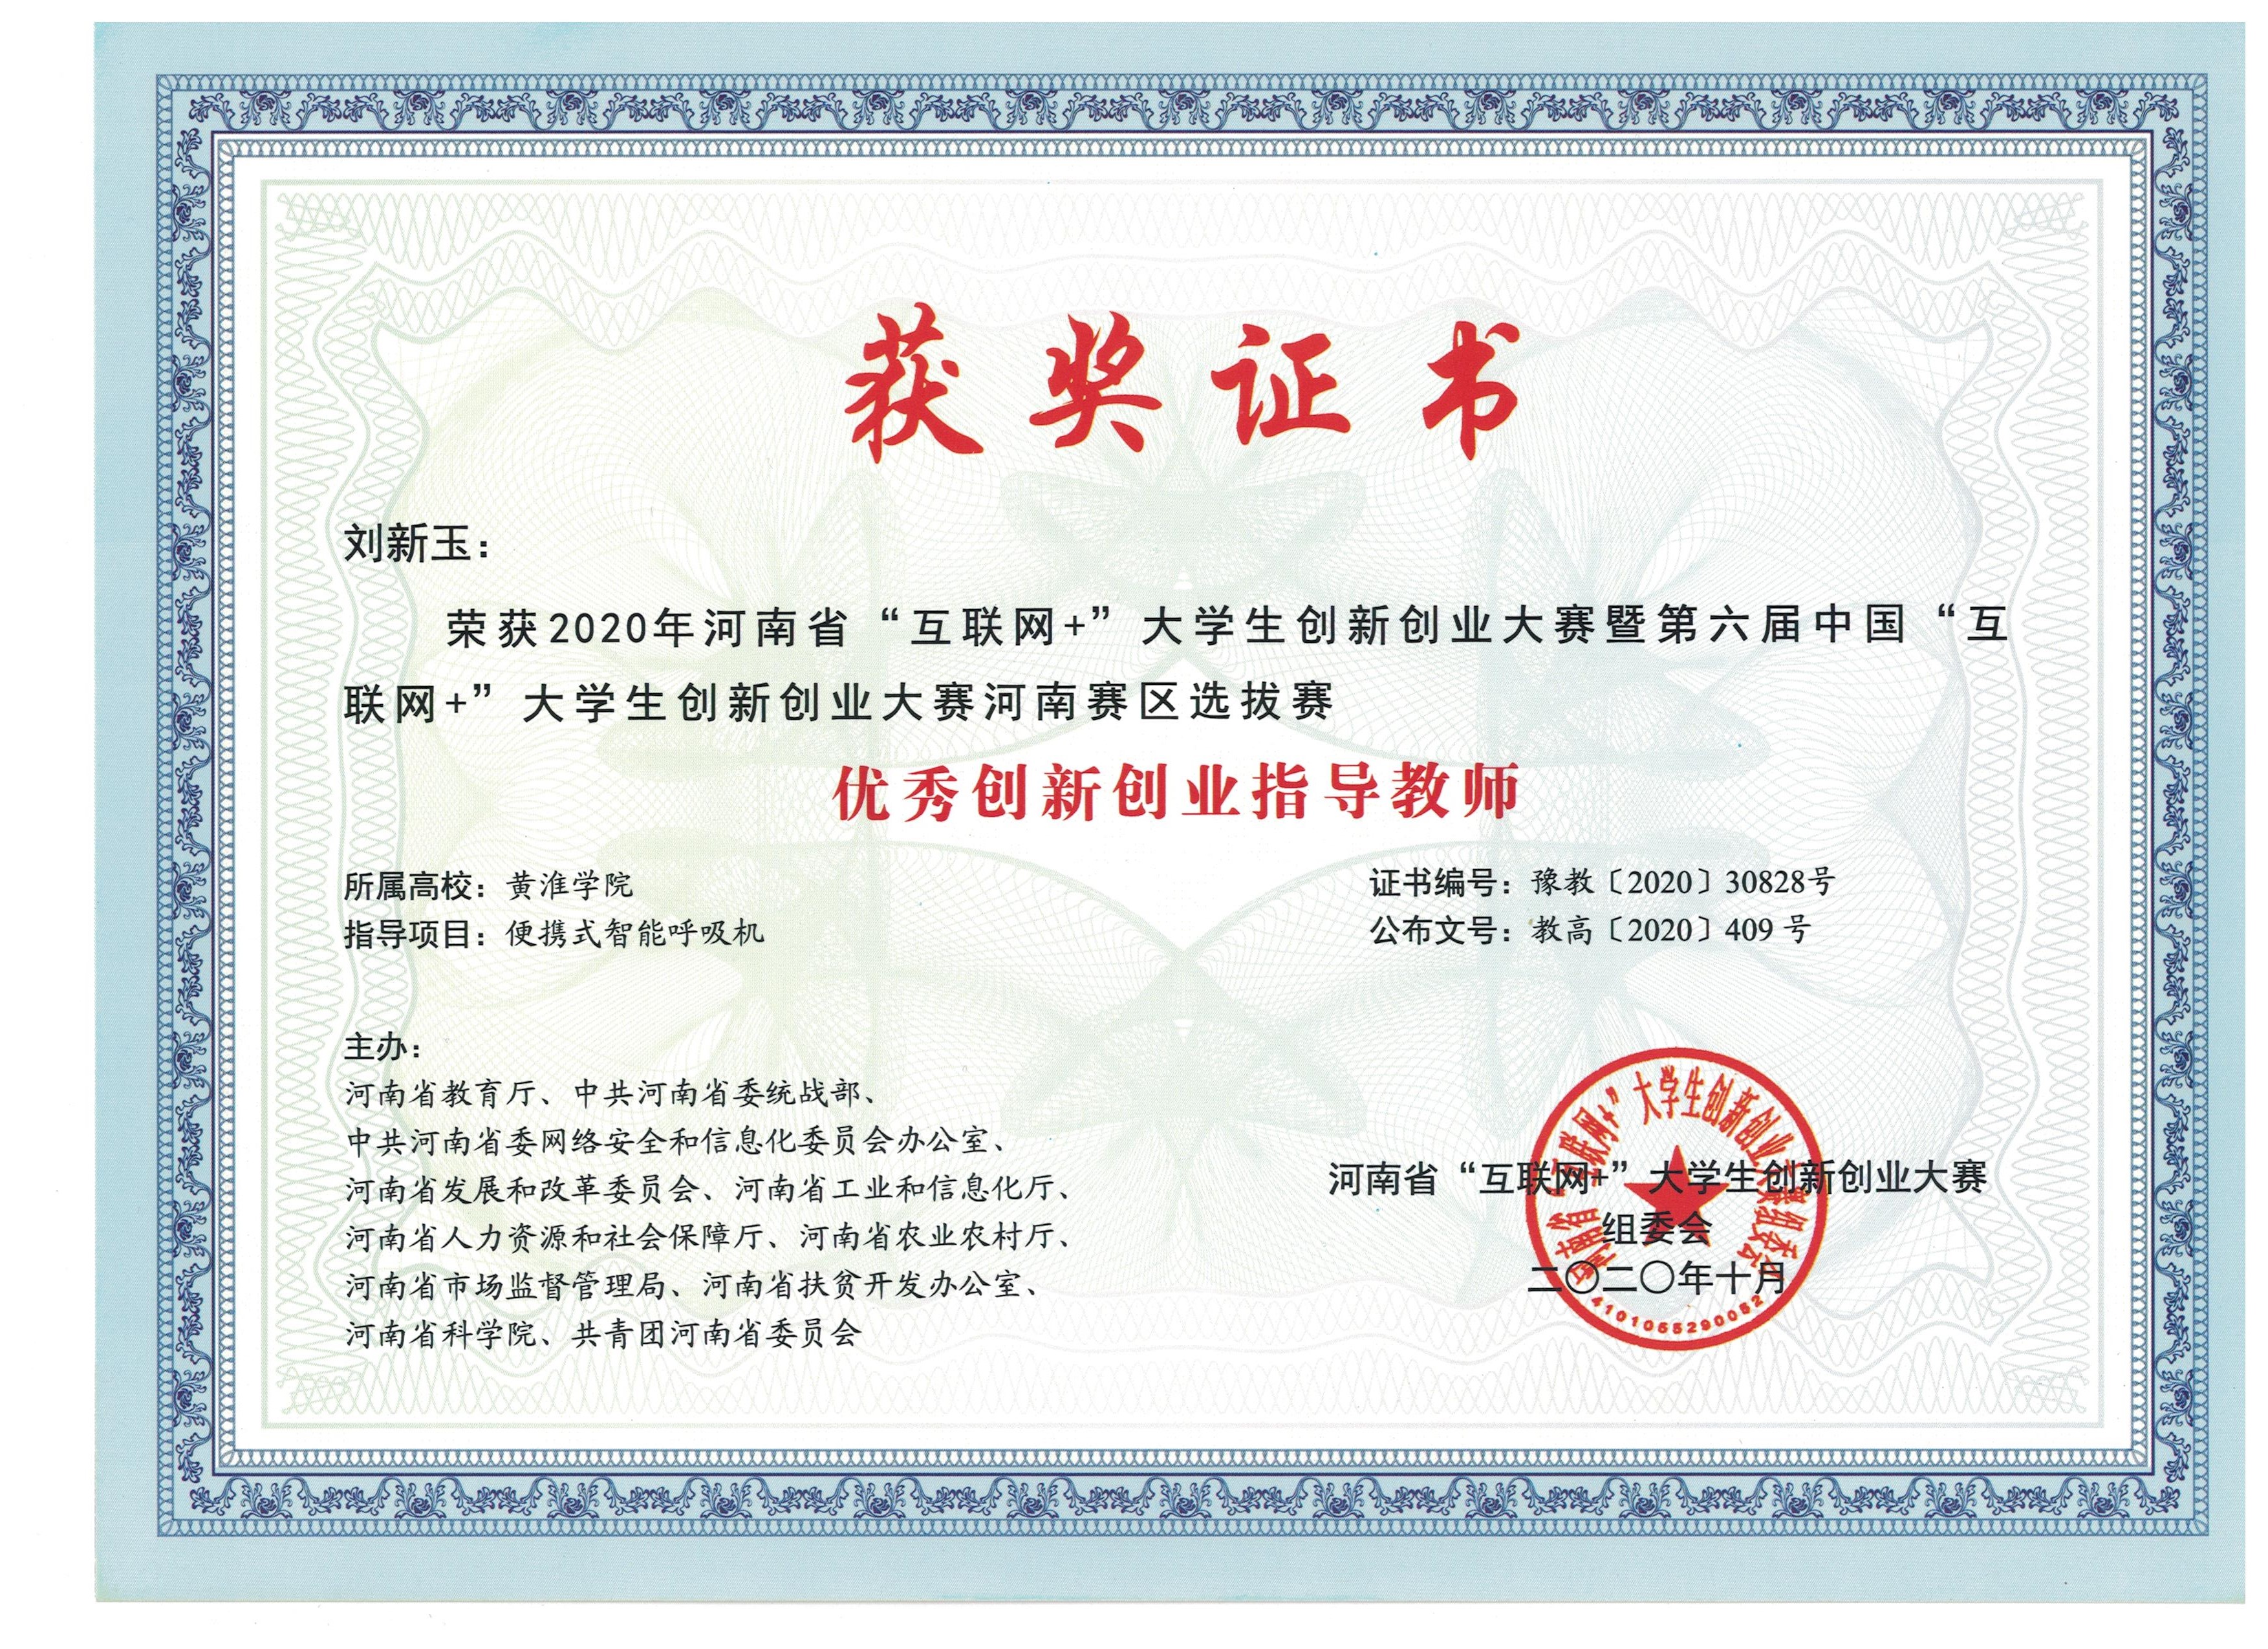 获奖证书
刘新玉：
荣获2020年河南省“互联网+”大学生创新创业大赛暨第六届中国“互
联网+”大学生创新创业大赛河南赛区选拔赛
优秀创新创业指导教师
所属高校：黄淮学院
指导项目：便携式智能呼吸机
证书编号：豫教〔2020〕30828号
公布文号：教高〔2020〕409 号
主办：
河南省教育厅、中共河南省委统战部、
中共河南省委网络安全和信息化委员会办公室、
河南省发展和改革委员会、河南省工业和信息化厅、
河南省人力资源和社会保障厅、河南省农业农村厅、
河南省市场监督管理局、河南省扶贫开发办公室、
河南省科学院、共青团河南省委员会
河南省“互联网+”大学生创新创业大赛
组委会
二〇二〇年十月
河南省“互联网+”大学生创新创业大赛组委会
4101055290052